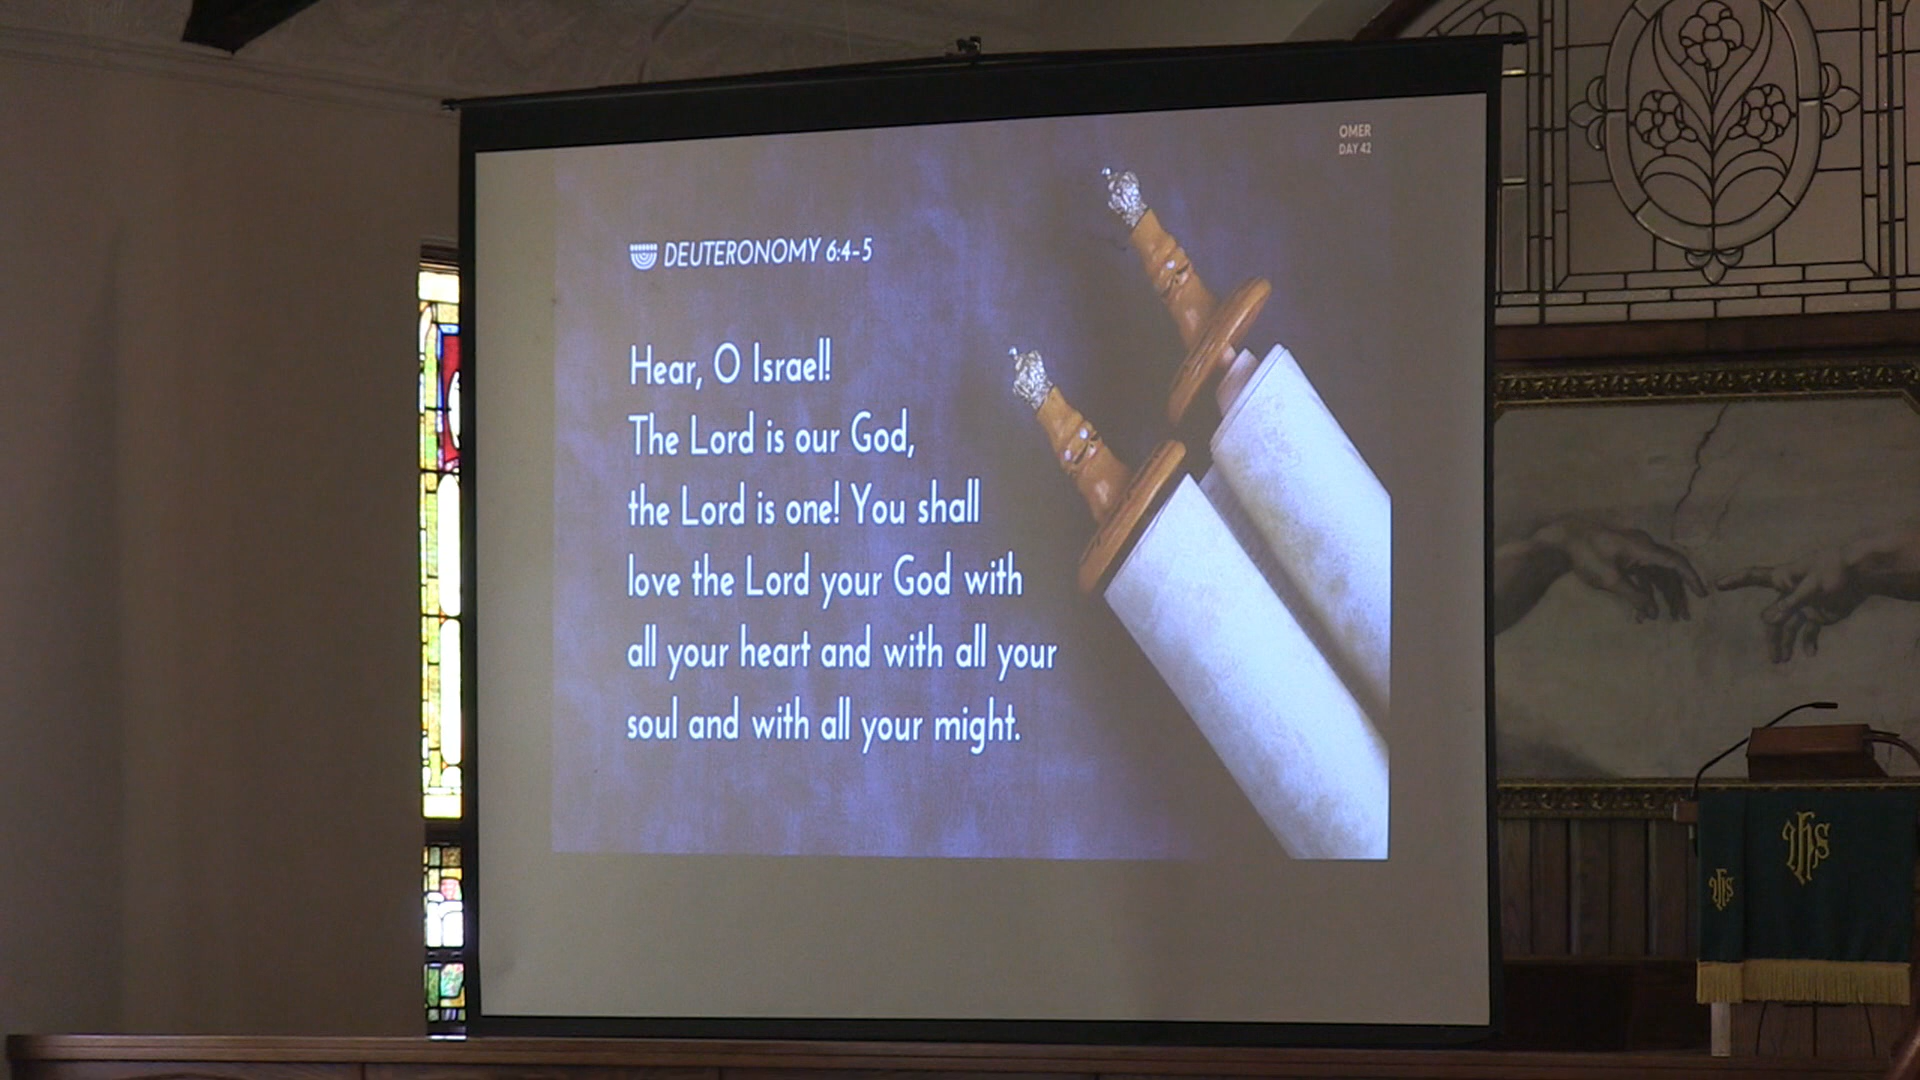 OMER
DAY 42
DEUTERONOMY 6:4-5
Hear, O Israel!
The Lord is our God,
the Lord is one! You shall
love the Lord your God with
all your heart and with all your
soul and with all your might.
IHS
IHS